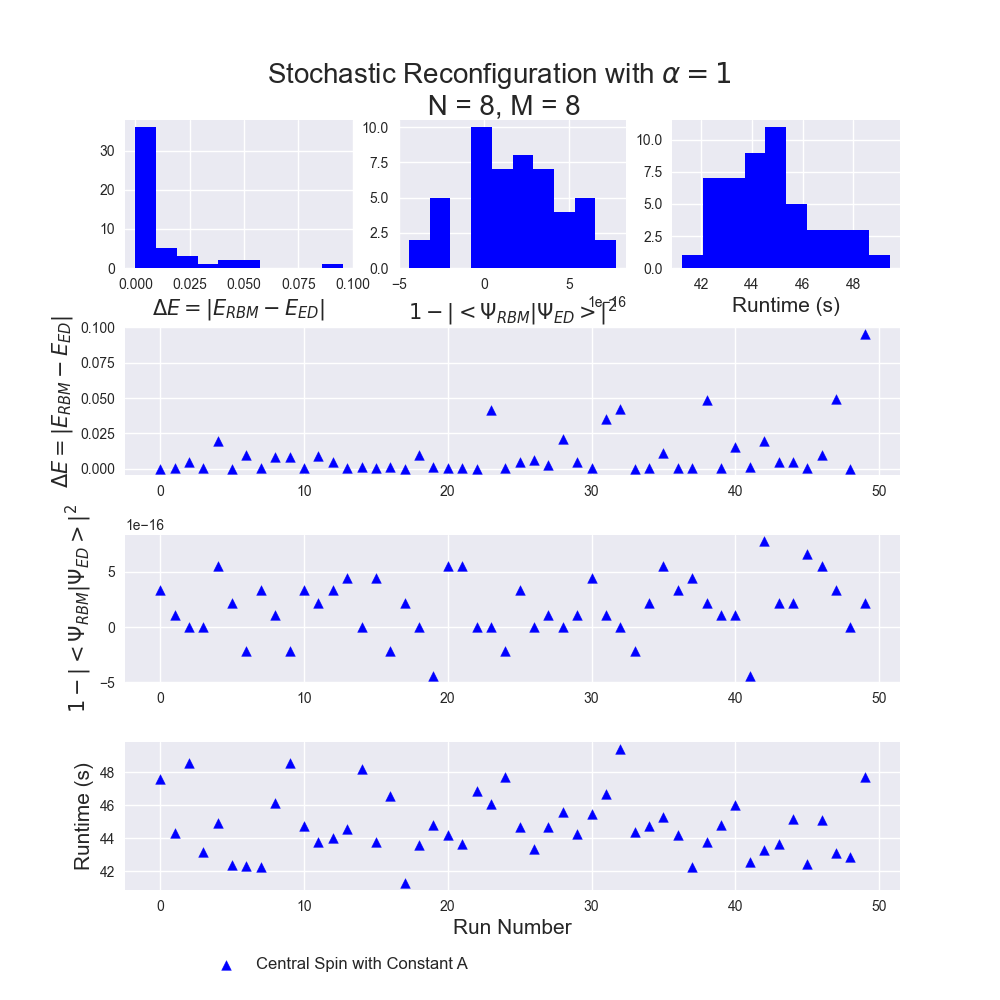 Stochastic Reconfiguration with α = 1
N = 8, M = 8
30
20
10
0
0.000 0.025 0.050 0.075 0.100
ΔE = |E_RBM − E_ED|
10.0
7.5
5.0
2.5
0.0
−5 0 5
1e−16
1 − | < Ψ_RBM|Ψ_ED > |²
10.0
7.5
5.0
2.5
0.0
42 44 46 48
Runtime (s)
ΔE = |E_RBM − E_ED|
0.100
0.075
0.050
0.025
0.000
0 10 20 30 40 50
1 − | < Ψ_RBM|Ψ_ED > |²
1e−16
5
0
−5
0 10 20 30 40 50
Runtime (s)
48
46
44
42
0 10 20 30 40 50
Run Number
Central Spin with Constant A